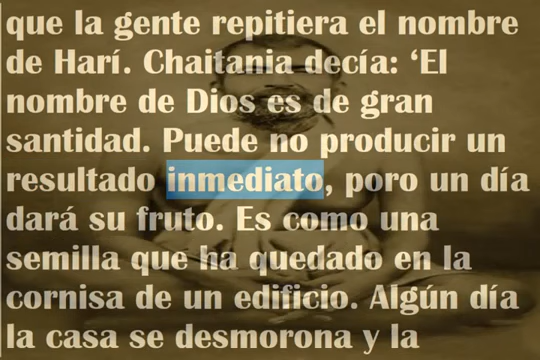 que la gente repitiera el nombre
de Harí. Chaitania decía: ‘El
nombre de Dios es de gran
santidad. Puede no producir un
resultado inmediato, poro un día
dará su fruto. Es como una
semilla que ha quedado en la
cornisa de un edificio. Algún día
la casa se desmorona y la